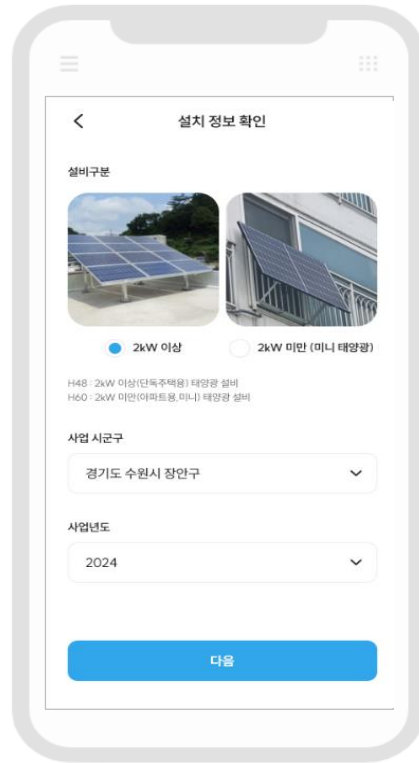 설치 정보 확인
설비구분
2kW 이상
2kW 미만 (미니 태양광)
H48 : 2kW 이상(단독주택용) 태양광 설비
H60 : 2kW 미만(아파트용,미니) 태양광 설비
사업 시군구
경기도 수원시 장안구
사업년도
2024
다음